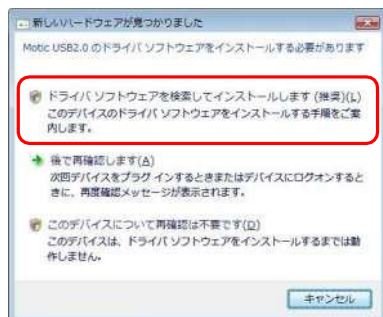 新しいハードウェアが見つかりました
Motic USB2.0 のドライバ ソフトウェアをインストールする必要があります
ドライバ ソフトウェアを検索してインストールします (推奨)(L)
このデバイスのドライバ ソフトウェアをインストールする手順をご案
内します。
後で再確認します(A)
次回デバイスをプラグ インするときまたはデバイスにログオンすると
きに、再度確認メッセージが表示されます。
このデバイスについて再確認は不要です(D)
このデバイスは、ドライバ ソフトウェアをインストールするまでは動
作しません。
キャンセル